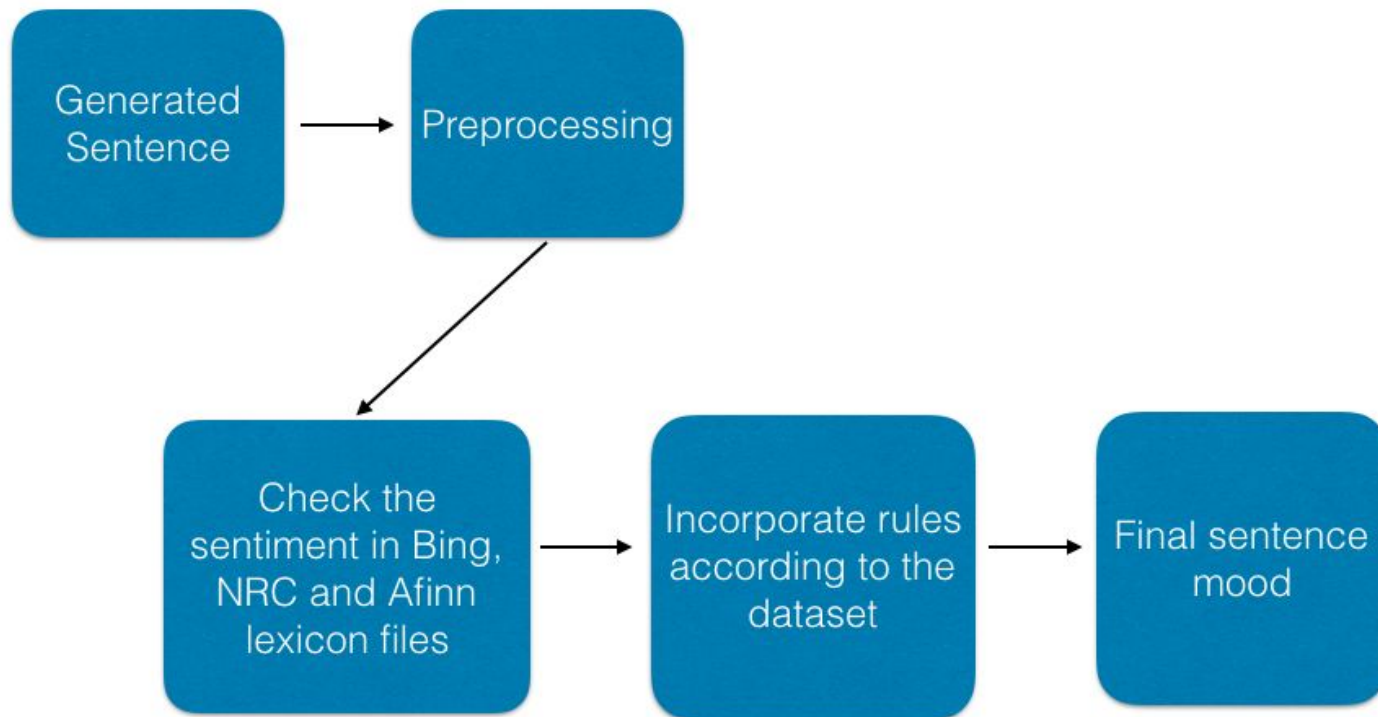 Generated
Sentence
Preprocessing
Check the
sentiment in Bing,
NRC and Afinn
lexicon files
Incorporate rules
according to the
dataset
Final sentence
mood